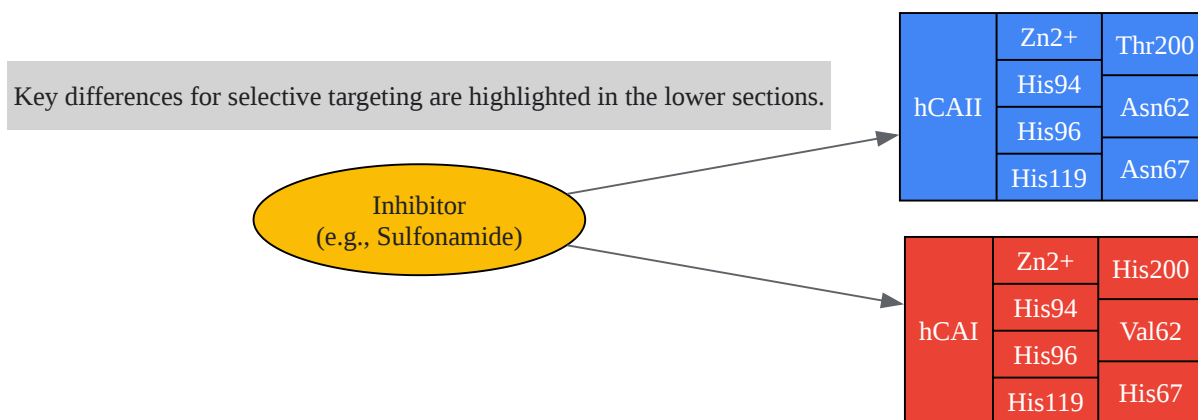 Key differences for selective targeting are highlighted in the lower sections.
Inhibitor
(e.g., Sulfonamide)
hCAII
Zn2+
His94
His96
His119
Thr200
Asn62
Asn67
hCAI
Zn2+
His94
His96
His119
His200
Val62
His67